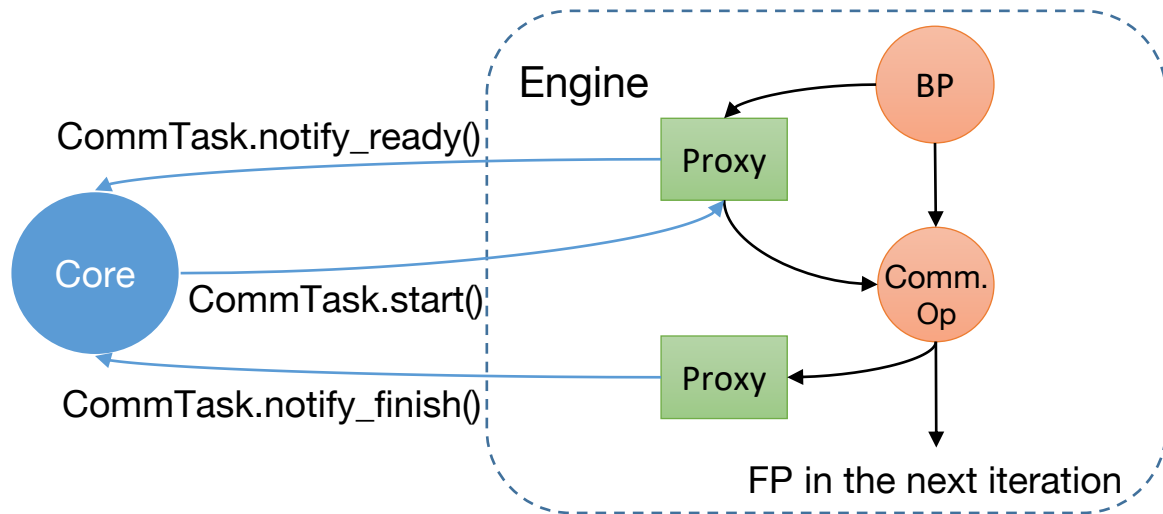 Engine
BP
CommTask.notify_ready()
Proxy
Core
CommTask.start()
Comm.
Op
Proxy
CommTask.notify_finish()
FP in the next iteration